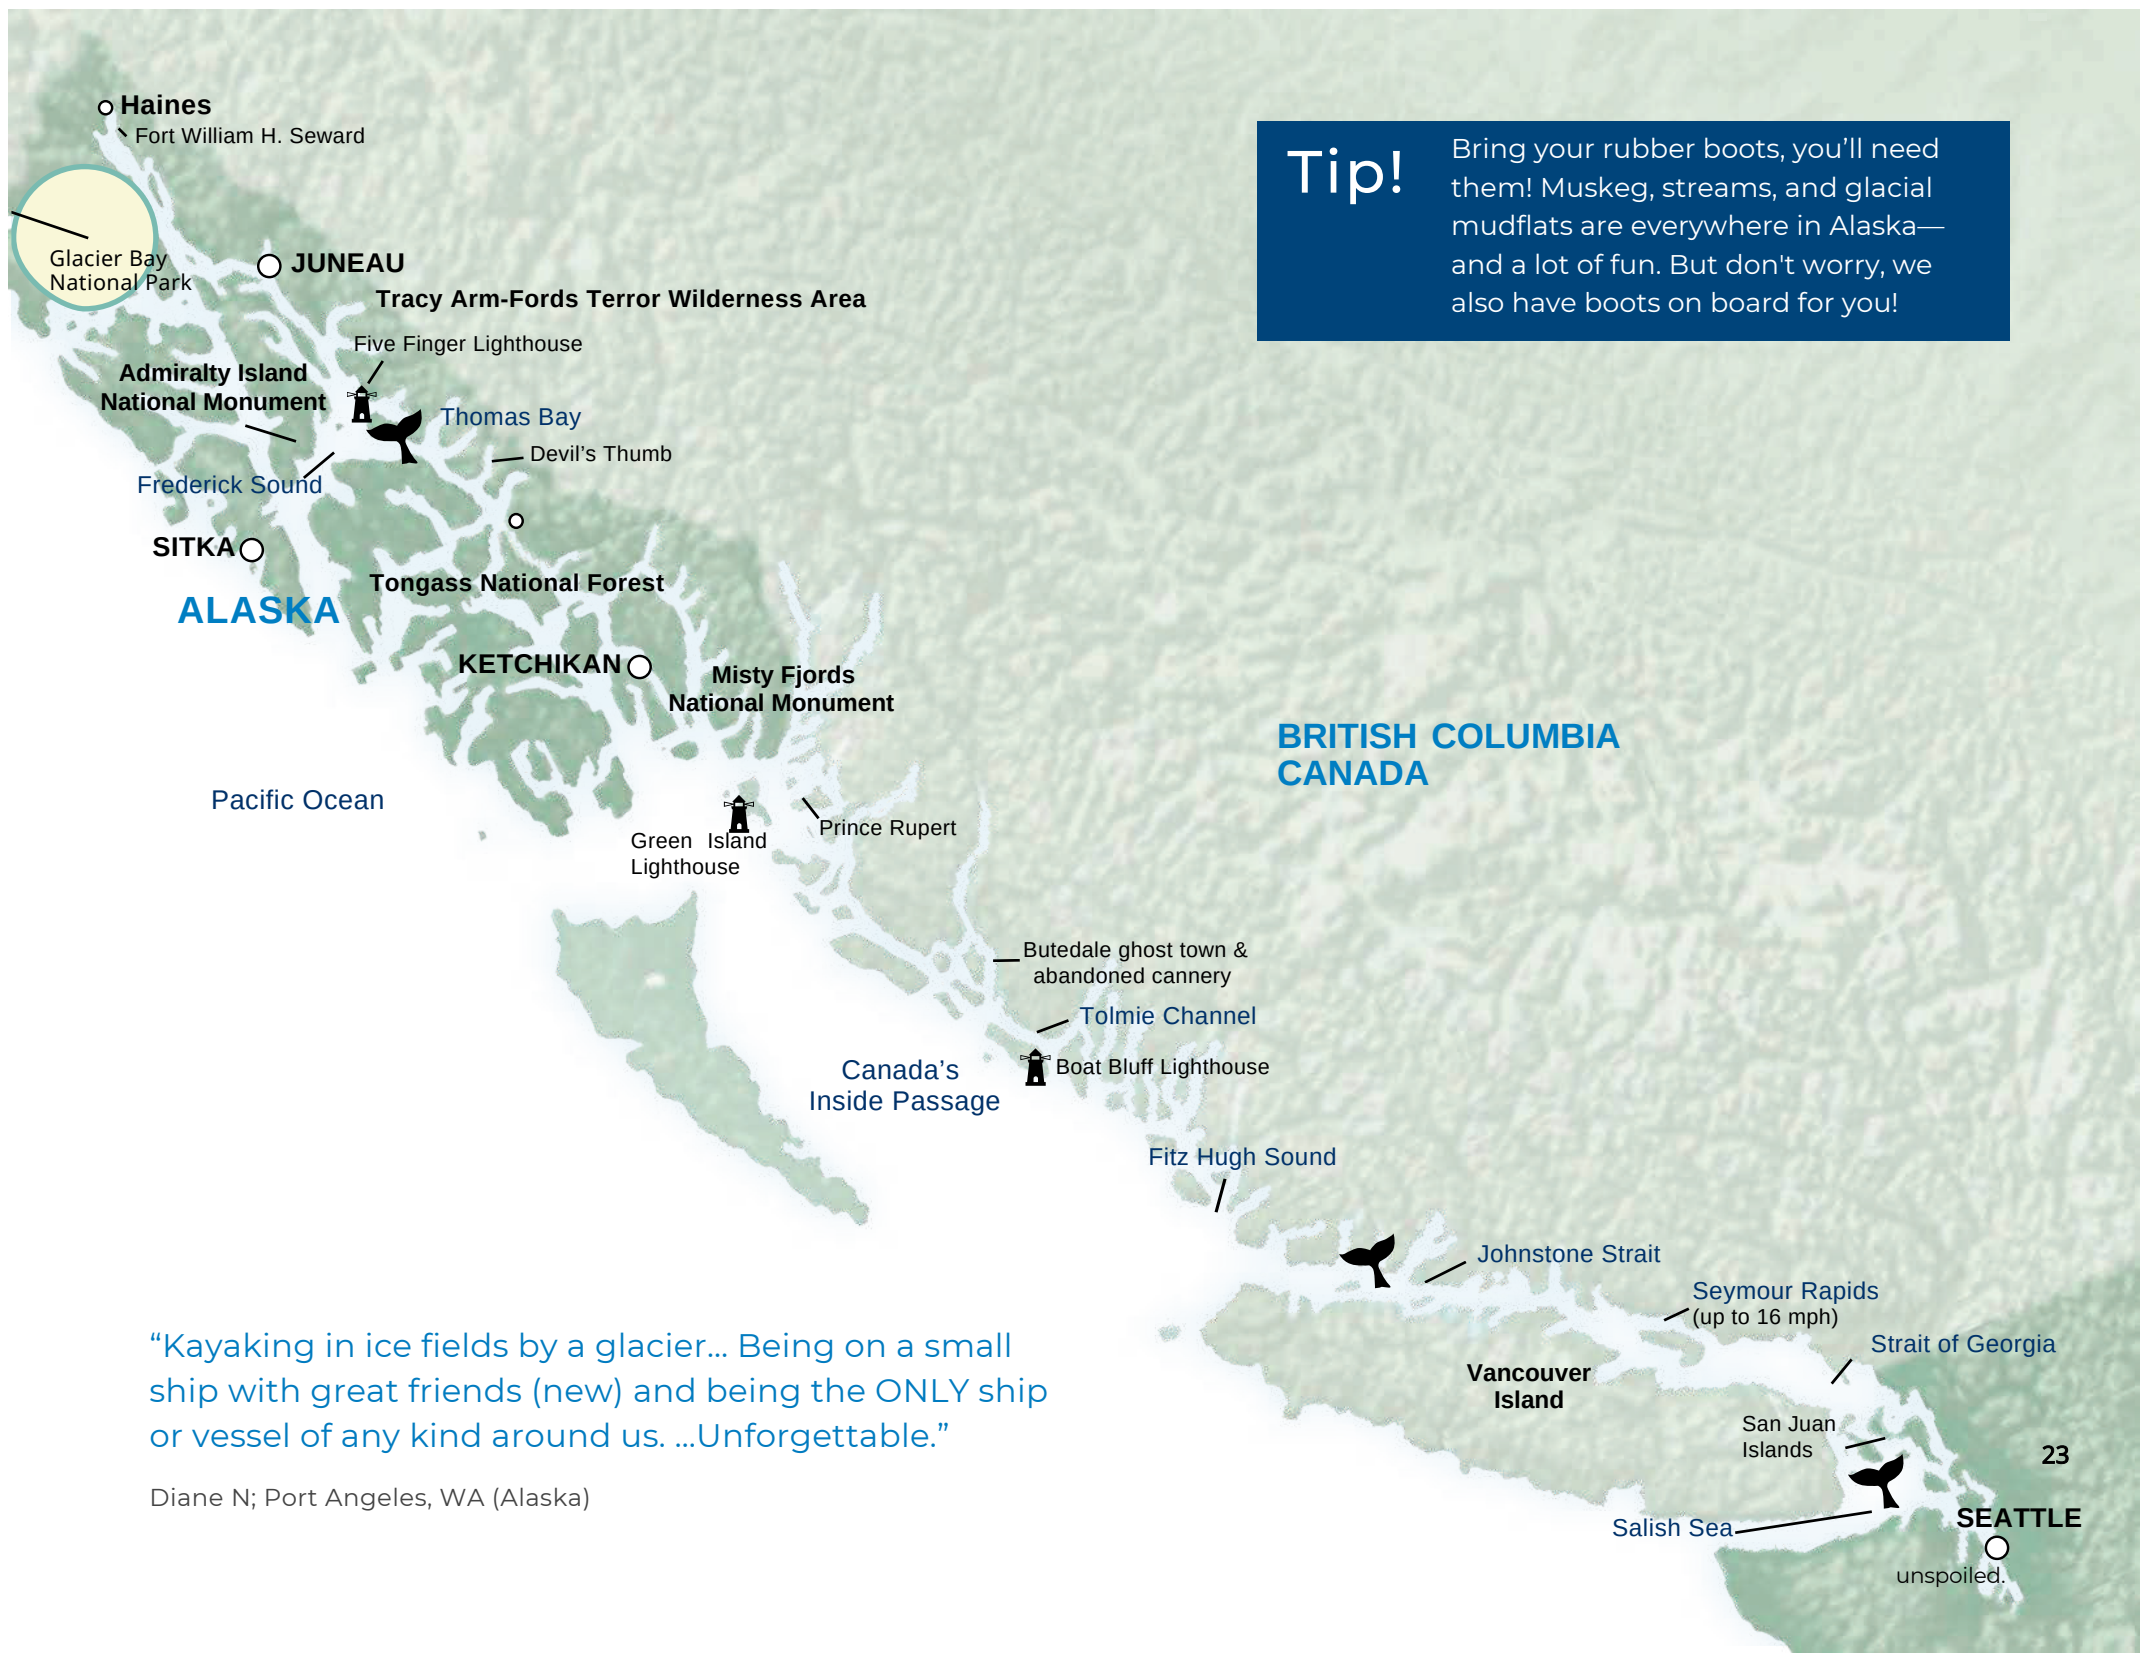 Haines
Fort William H. Seward
Glacier Bay
National Park
JUNEAU
Tracy Arm-Fords Terror Wilderness Area
Five Finger Lighthouse
Admiralty Island
National Monument
Thomas Bay
Devil’s Thumb
Frederick Sound
SITKA
ALASKA
Tongass National Forest
KETCHIKAN
Misty Fjords
National Monument
Pacific Ocean
Green Island
Lighthouse
Prince Rupert
Tip!
Bring your rubber boots, you’ll need
them! Muskeg, streams, and glacial
mudflats are everywhere in Alaska—
and a lot of fun. But don't worry, we
also have boots on board for you!
BRITISH COLUMBIA
CANADA
Butedale ghost town &
abandoned cannery
Tolmie Channel
Boat Bluff Lighthouse
Canada’s
Inside Passage
Fitz Hugh Sound
Johnstone Strait
Seymour Rapids
(up to 16 mph)
Strait of Georgia
Vancouver
Island
San Juan
Islands
Salish Sea
SEATTLE
unspoiled.
23
“Kayaking in ice fields by a glacier... Being on a small
ship with great friends (new) and being the ONLY ship
or vessel of any kind around us. ...Unforgettable.”
Diane N; Port Angeles, WA (Alaska)